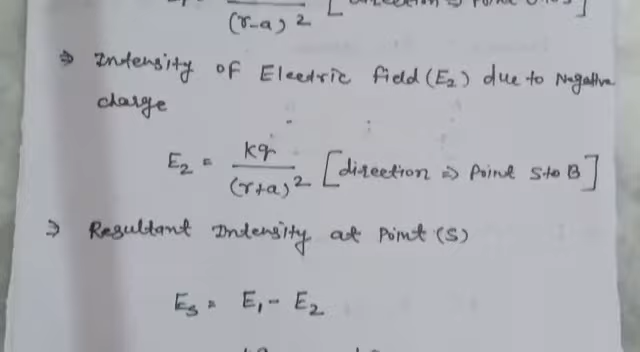 (r-a)2
⇒ Intensity of Electric field (E2) due to Negative
charge
E2 = Kq/(r+a)2 [direction ⇒ Point S to B]
⇒ Resultant Intensity at Point (S)
Es = E1 - E2